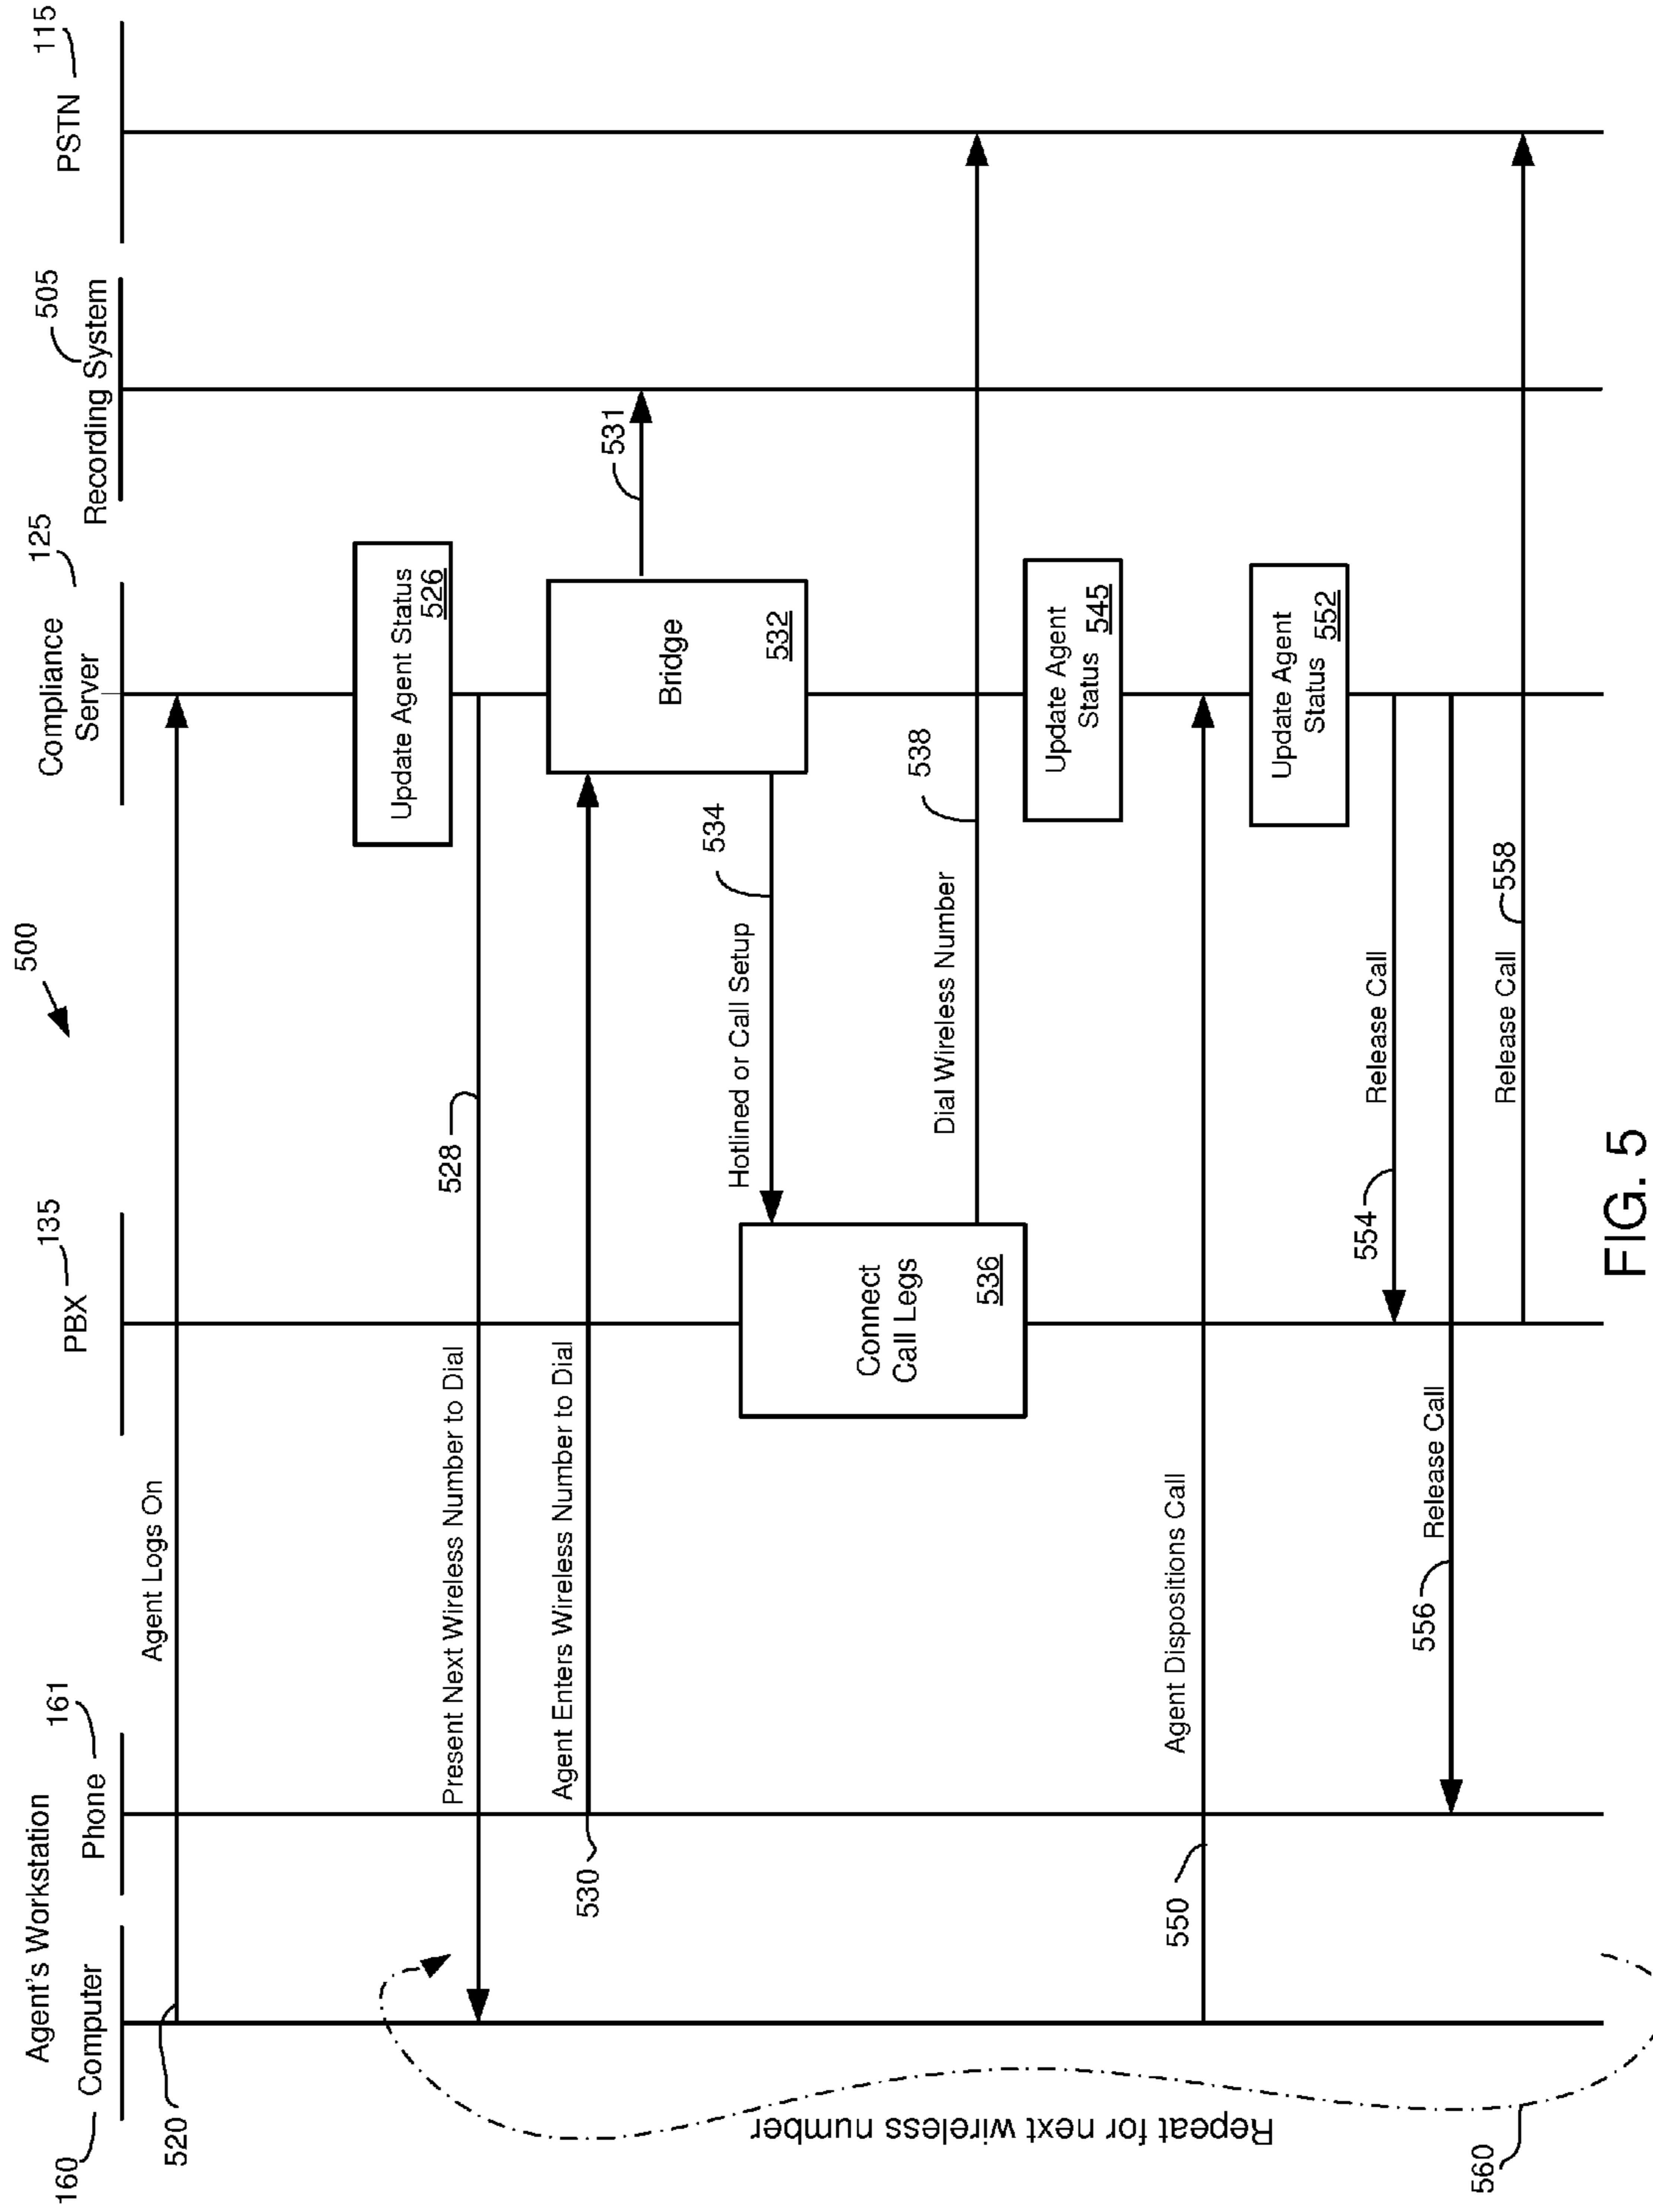 500
Agent's Workstation
160
Computer
Phone
161
PBX
135
Compliance
Server
125
Recording System
505
PSTN
115
520
Agent Logs On
Update Agent Status
526
Present Next Wireless Number to Dial
528
530
Agent Enters Wireless Number to Dial
Bridge
532
531
Hotlined or Call Setup
534
Connect
Call Legs
536
Dial Wireless Number
538
Update Agent
Status 545
550
Agent Dispositions Call
Update Agent
Status 552
554
Release Call
556
Release Call
Release Call
558
Repeat for next wireless number
560
FIG. 5